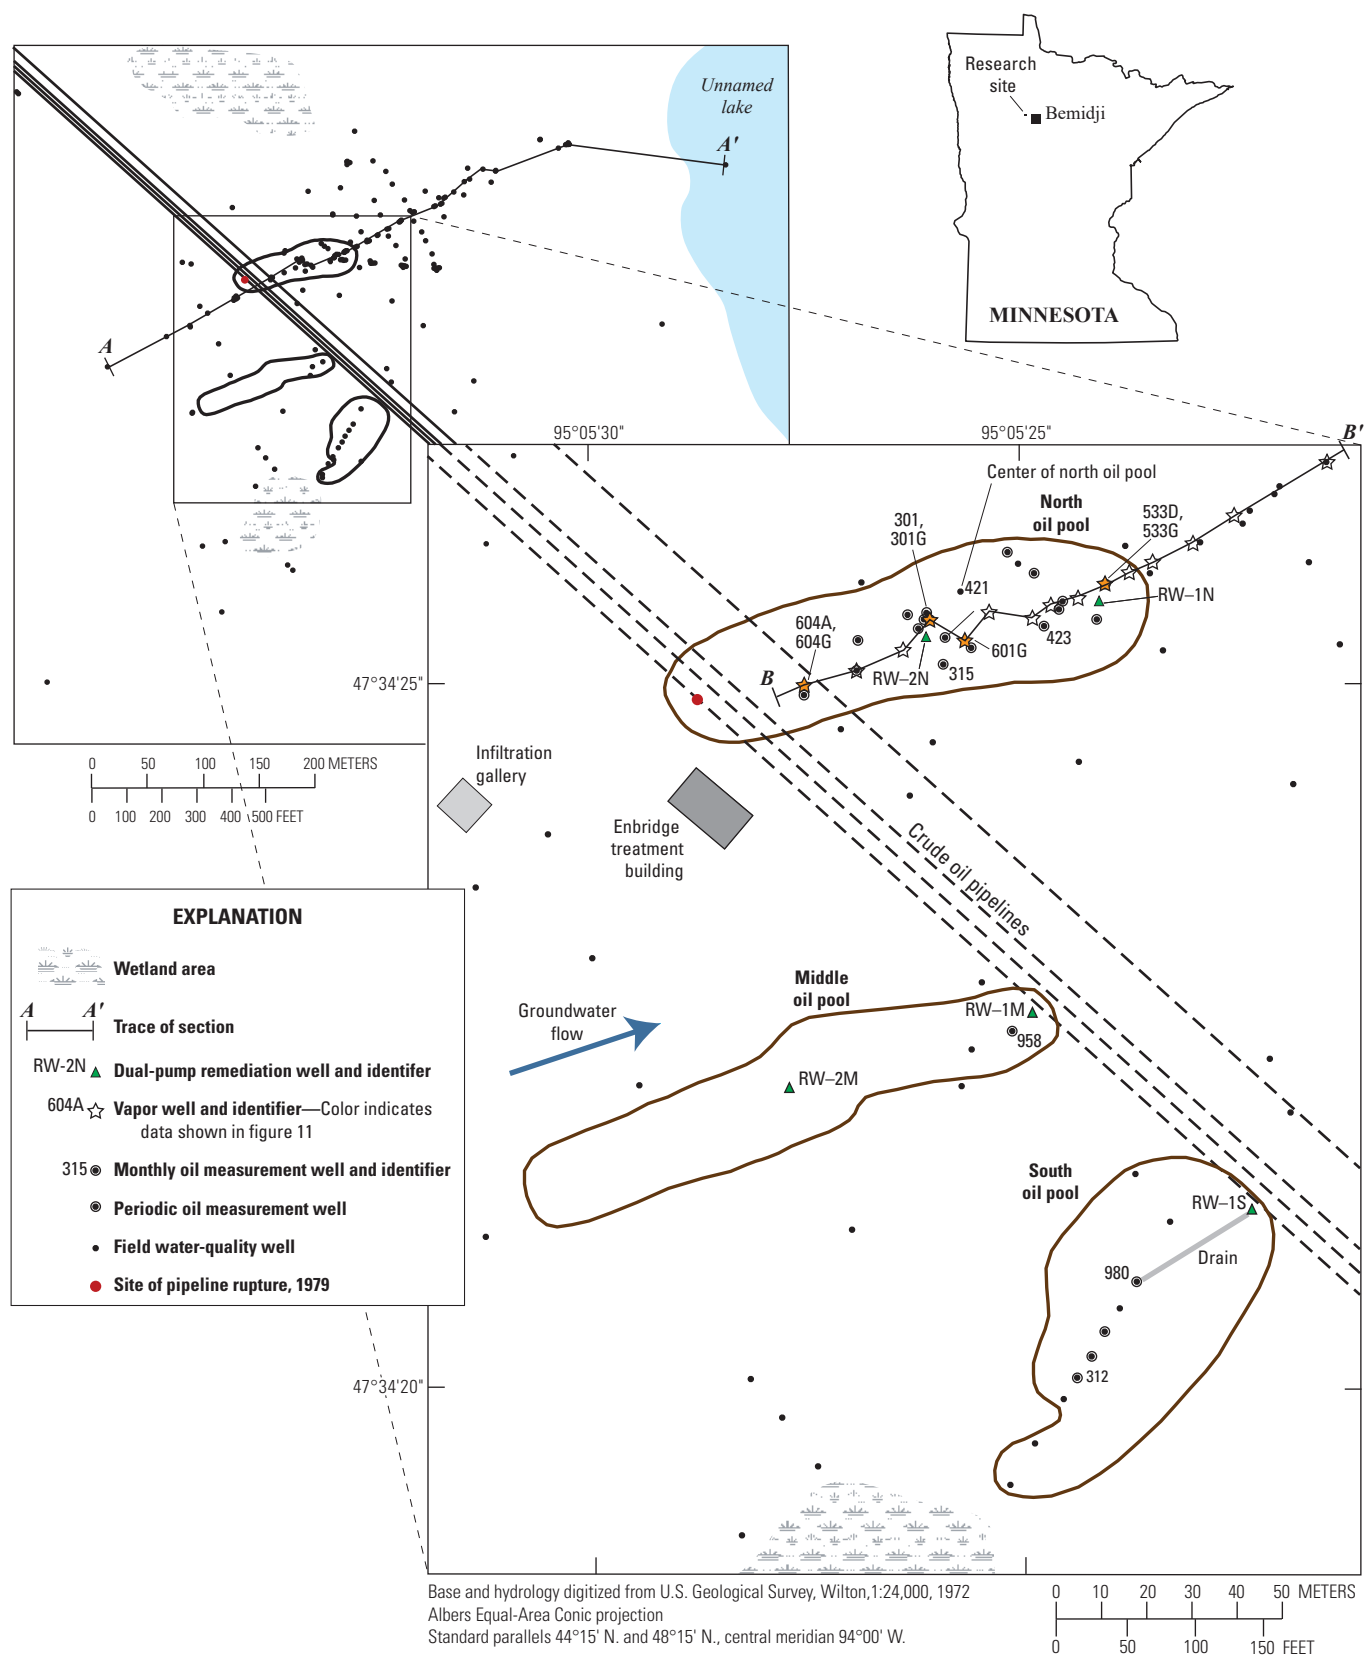 Unnamed
lake
A'
A
Research
site
Bemidji
MINNESOTA
95°05'30"
95°05'25"
B'
Center of north oil pool
North
oil pool
533D,
533G
301,
301G
421
RW–1N
604A,
604G
423
601G
RW–2N
315
B
47°34'25"
0 50 100 150 200 METERS
0 100 200 300 400 500 FEET
Infiltration
gallery
Enbridge
treatment
building
Crude oil pipelines
EXPLANATION
Wetland area
A A'
Trace of section
RW-2N Dual-pump remediation well and identifer
604A Vapor well and identifier—Color indicates
data shown in figure 11
315 Monthly oil measurement well and identifier
Periodic oil measurement well
Field water-quality well
Site of pipeline rupture, 1979
Middle
oil pool
Groundwater
flow
RW–1M
958
RW–2M
South
oil pool
RW–1S
Drain
980
312
47°34'20"
Base and hydrology digitized from U.S. Geological Survey, Wilton,1:24,000, 1972
Albers Equal-Area Conic projection
Standard parallels 44°15' N. and 48°15' N., central meridian 94°00' W.
0 10 20 30 40 50 METERS
0 50 100 150 FEET